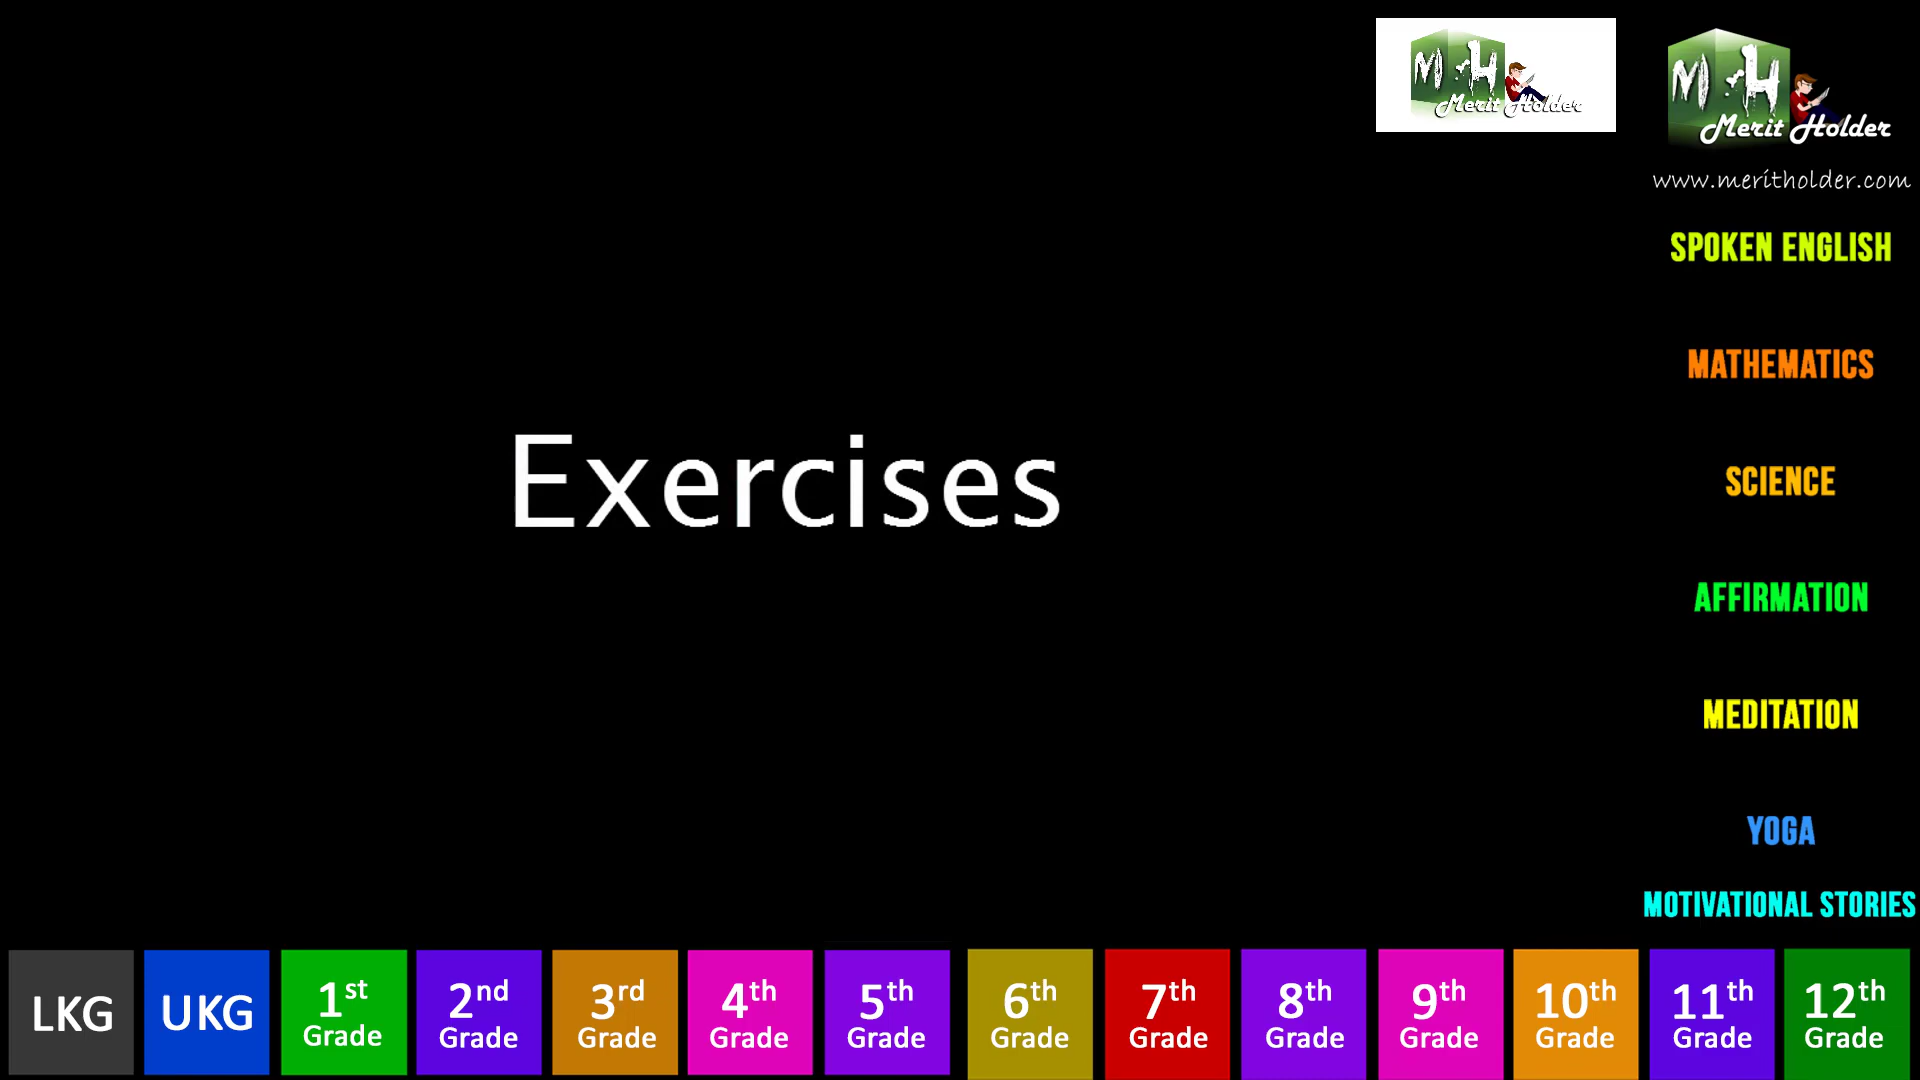 M H
Merit Holder
M H
Merit Holder
www.meritholder.com
SPOKEN ENGLISH
MATHEMATICS
SCIENCE
Exercises
AFFIRMATION
MEDITATION
YOGA
MOTIVATIONAL STORIES
LKG
UKG
1st
Grade
2nd
Grade
3rd
Grade
4th
Grade
5th
Grade
6th
Grade
7th
Grade
8th
Grade
9th
Grade
10th
Grade
11th
Grade
12th
Grade